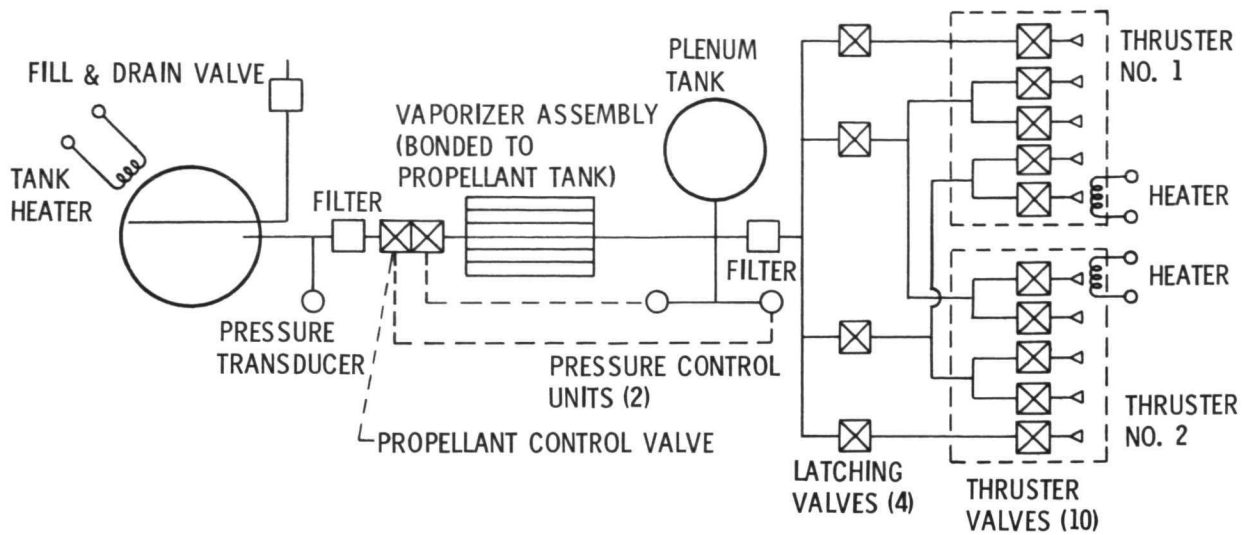 FILL & DRAIN VALVE
TANK
HEATER
FILTER
PRESSURE
TRANSDUCER
VAPORIZER ASSEMBLY
(BONDED TO
PROPELLANT TANK)
PLENUM
TANK
FILTER
PRESSURE CONTROL
UNITS (2)
PROPELLANT CONTROL VALVE
LATCHING
VALVES (4)
THRUSTER
NO. 1
HEATER
HEATER
THRUSTER
NO. 2
THRUSTER
VALVES (10)